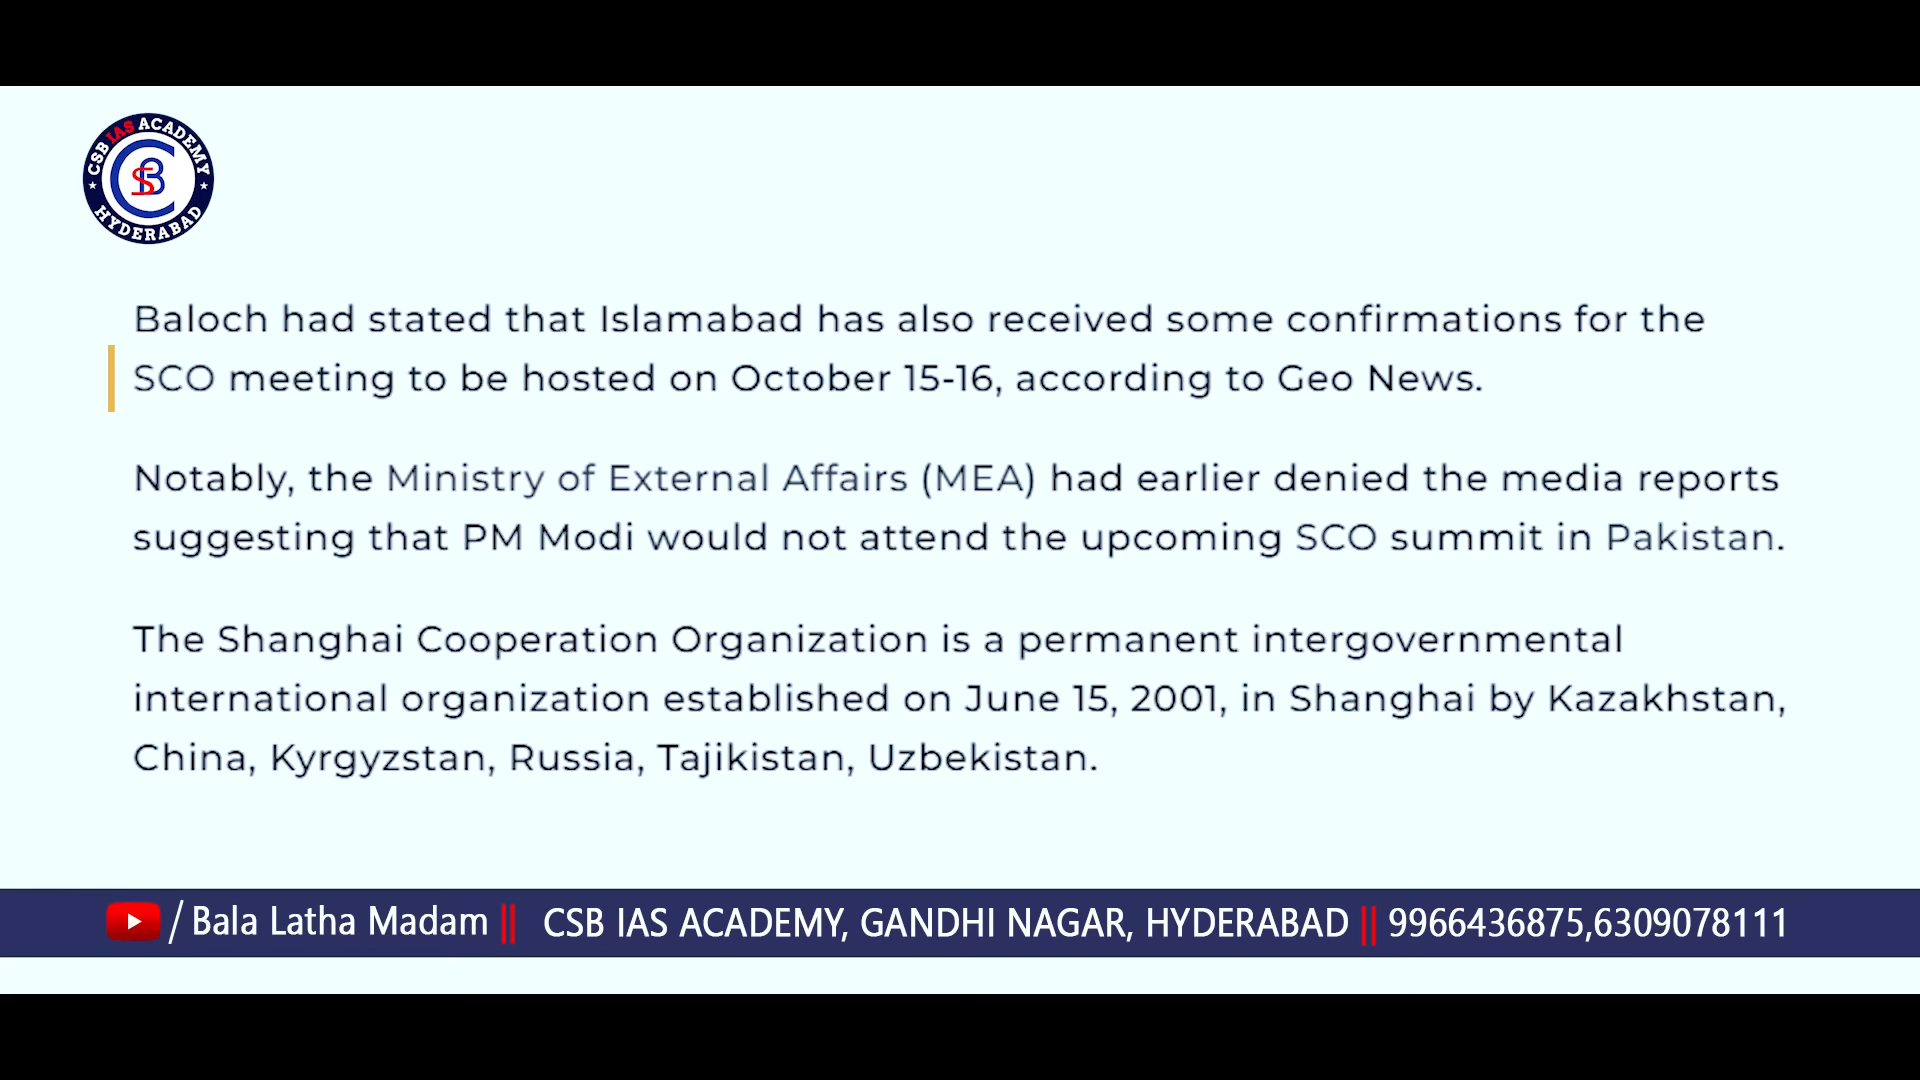 CSB IAS ACADEMY
CSB
HYDERABAD
Baloch had stated that Islamabad has also received some confirmations for the
SCO meeting to be hosted on October 15-16, according to Geo News.
Notably, the Ministry of External Affairs (MEA) had earlier denied the media reports
suggesting that PM Modi would not attend the upcoming SCO summit in Pakistan.
The Shanghai Cooperation Organization is a permanent intergovernmental
international organization established on June 15, 2001, in Shanghai by Kazakhstan,
China, Kyrgyzstan, Russia, Tajikistan, Uzbekistan.
/ Bala Latha Madam || CSB IAS ACADEMY, GANDHI NAGAR, HYDERABAD || 9966436875,6309078111